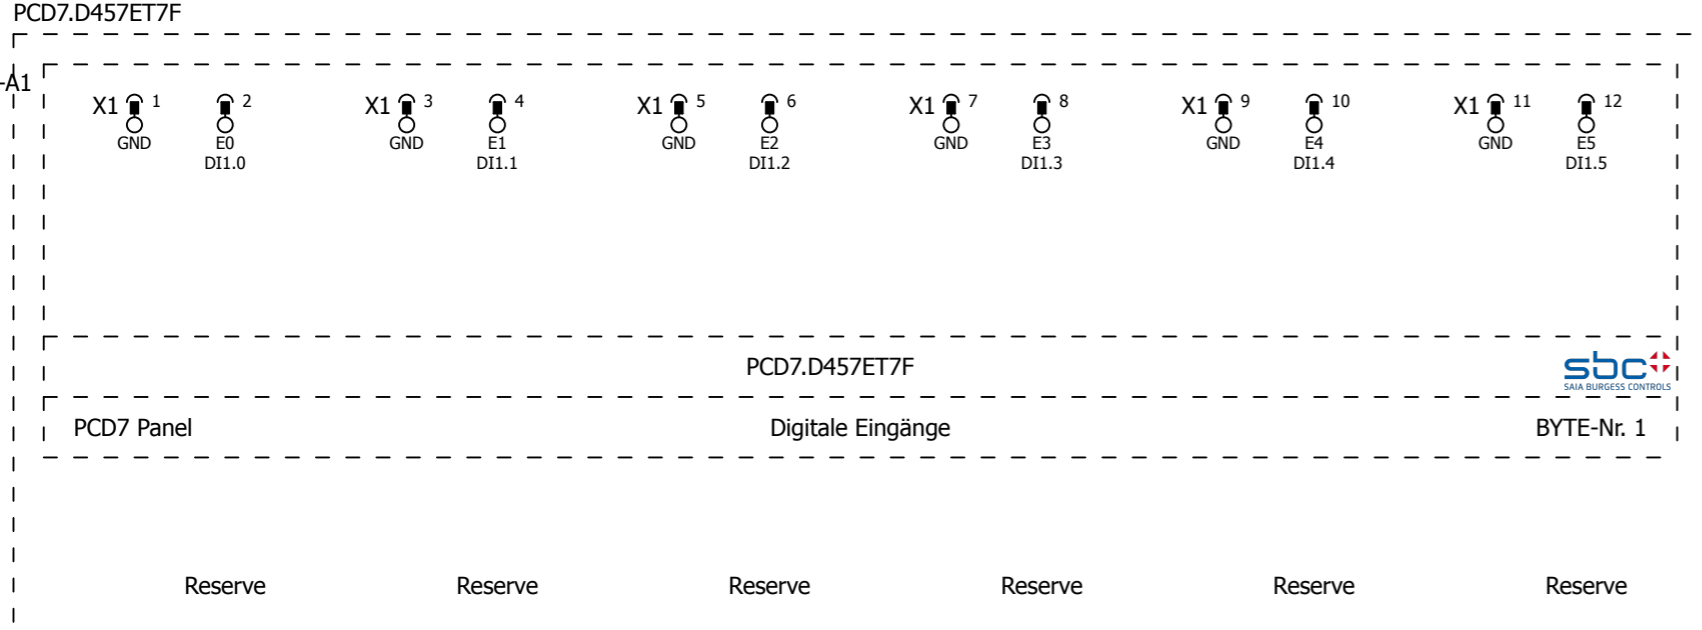 PCD7.D457ET7F
-A1
X1 1 2 X1 3 4 X1 5 6 X1 7 8 X1 9 10 X1 11 12
GND E0 GND E1 GND E2 GND E3 GND E4 GND E5
DI1.0 DI1.1 DI1.2 DI1.3 DI1.4 DI1.5
PCD7.D457ET7F
sbc
SAIA BURGESS CONTROLS
PCD7 Panel Digitale Eingänge BYTE-Nr. 1
Reserve Reserve Reserve Reserve Reserve Reserve